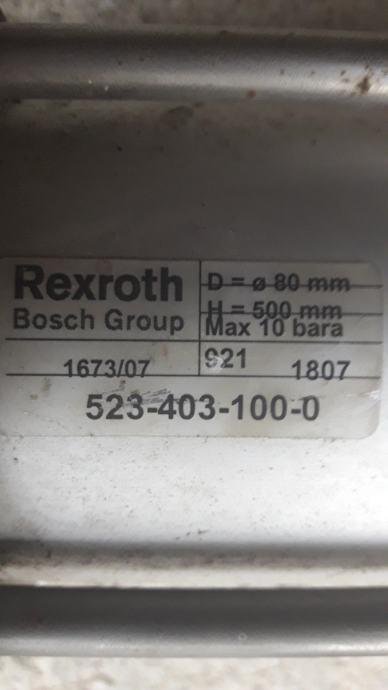 Rexroth
Bosch Group
D = ø 80 mm
H = 500 mm
Max 10 bara
1673/07
921
1807
523-403-100-0